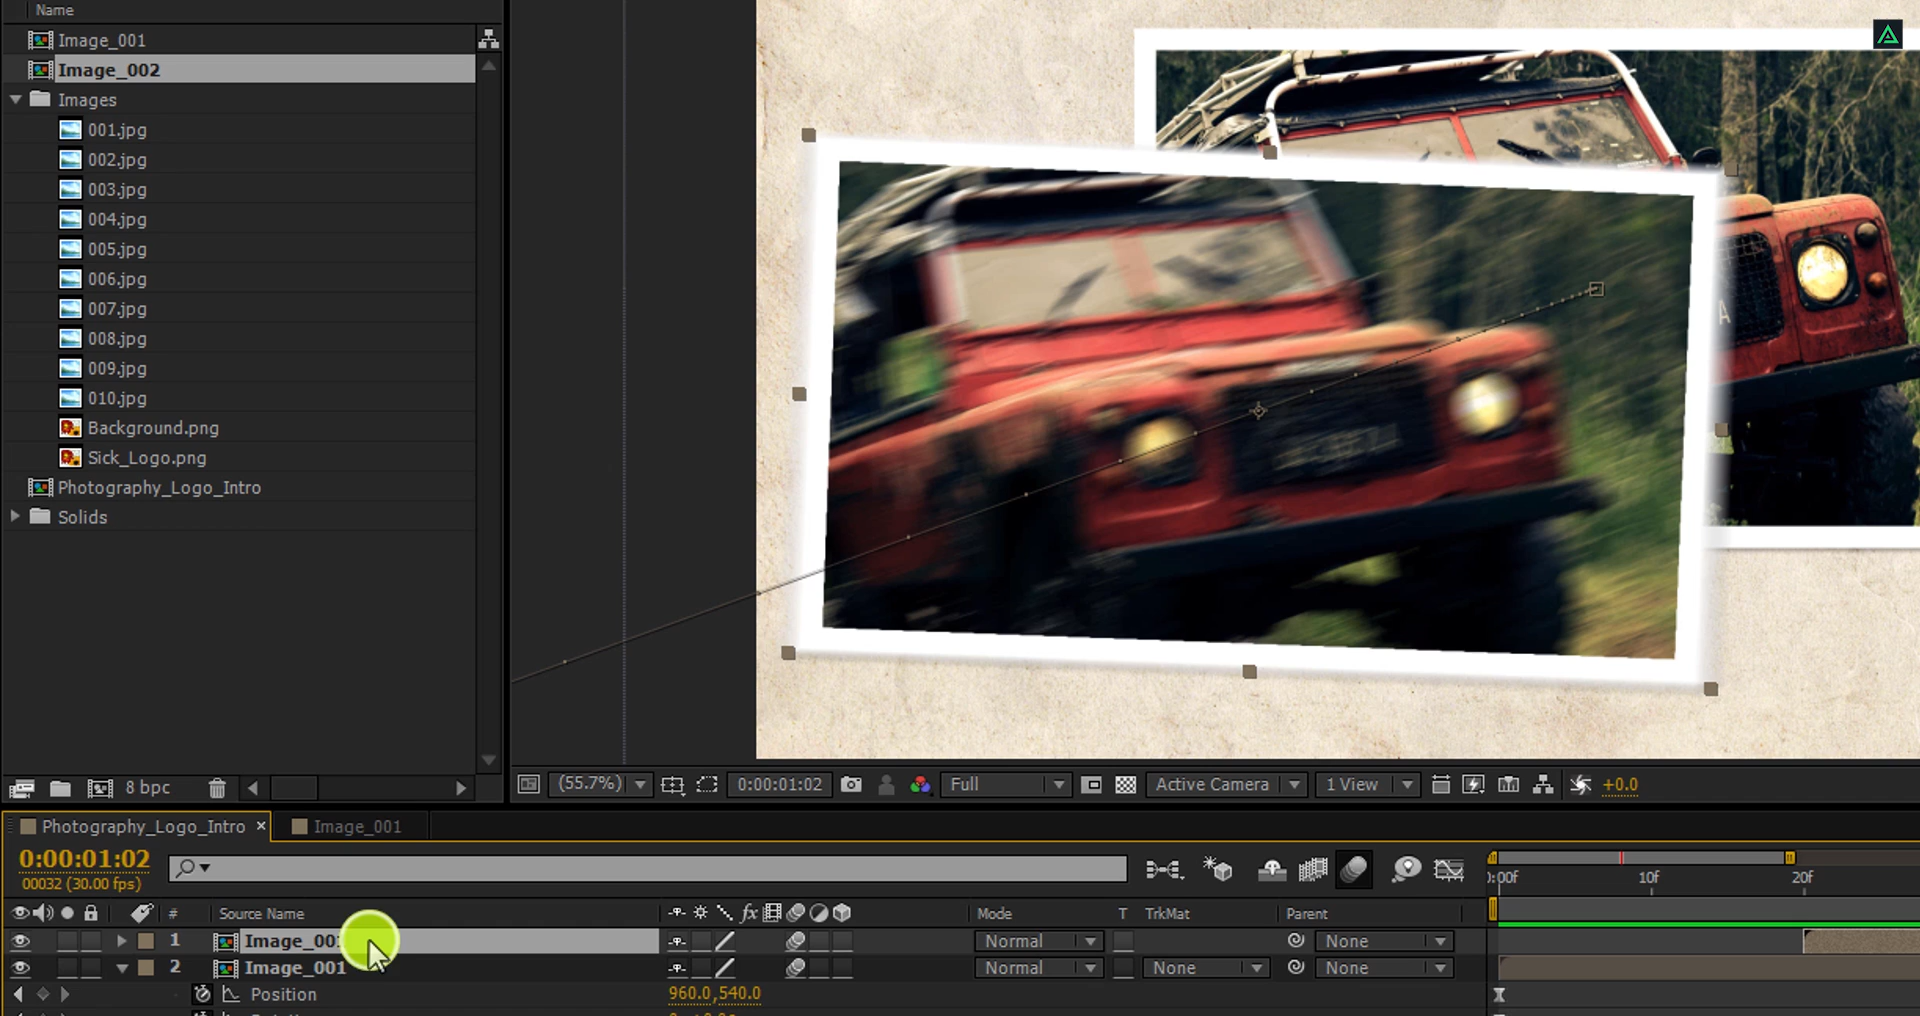 Name
Image_001
Image_002
Images
001.jpg
002.jpg
003.jpg
004.jpg
005.jpg
006.jpg
007.jpg
008.jpg
009.jpg
010.jpg
Background.png
Sick_Logo.png
Photography_Logo_Intro
Solids
8 bpc
(55.7%) 0:00:01:02 Full Active Camera 1 View +0.0
Photography_Logo_Intro × Image_001
0:00:01:02
00032 (30.00 fps)
0:00f 10f 20f
# Source Name fx Mode T TrkMat Parent
1 Image_001 Normal None
2 Image_001 Normal None None
Position 960.0,540.0